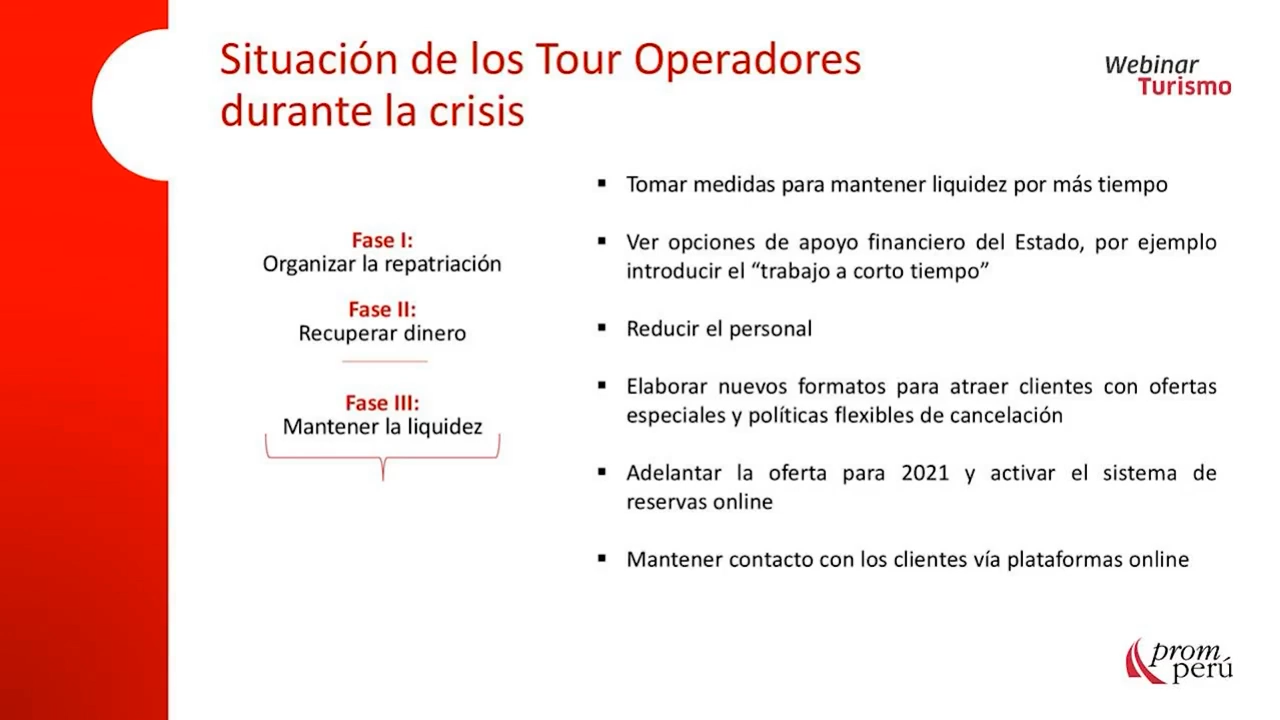 Situación de los Tour Operadores
durante la crisis
Webinar
Turismo
Fase I:
Organizar la repatriación
Fase II:
Recuperar dinero
Fase III:
Mantener la liquidez
▪ Tomar medidas para mantener liquidez por más tiempo
▪ Ver opciones de apoyo financiero del Estado, por ejemplo
introducir el “trabajo a corto tiempo”
▪ Reducir el personal
▪ Elaborar nuevos formatos para atraer clientes con ofertas
especiales y políticas flexibles de cancelación
▪ Adelantar la oferta para 2021 y activar el sistema de
reservas online
▪ Mantener contacto con los clientes vía plataformas online
prom
perú